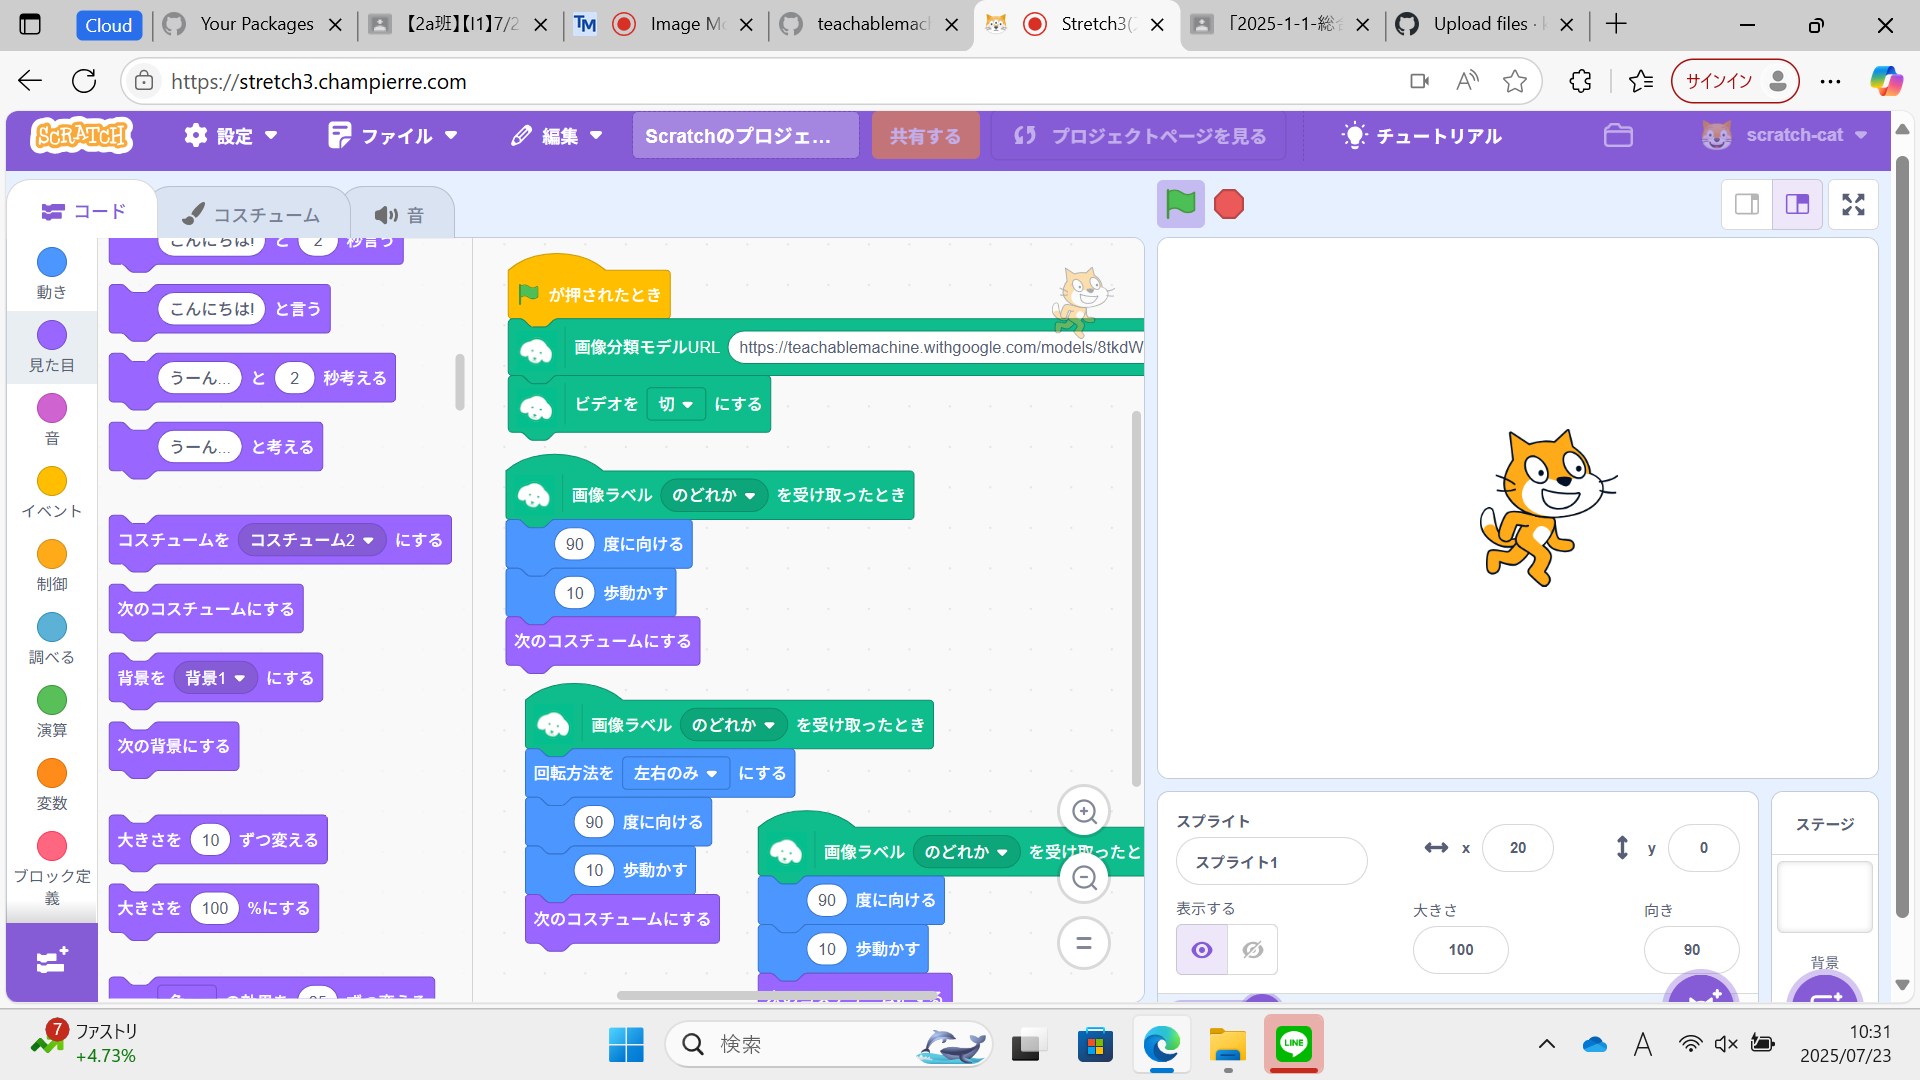 Cloud
Your Packages
【2a班】【I1】7/2
Image Mo
teachablemac
Stretch3(
「2025-1-1-総
Upload files ·
https://stretch3.champierre.com
サインイン
SCRATCH
設定
ファイル
編集
Scratchのプロジェ...
共有する
プロジェクトページを見る
チュートリアル
scratch-cat
コード
コスチューム
音
動き
見た目
音
イベント
制御
調べる
演算
変数
ブロック定
義
こんにちは! と 2 秒言う
こんにちは! と言う
うーん... と 2 秒考える
うーん... と考える
コスチュームを コスチューム2 にする
次のコスチュームにする
背景を 背景1 にする
次の背景にする
大きさを 10 ずつ変える
大きさを 100 %にする
が押されたとき
画像分類モデルURL https://teachablemachine.withgoogle.com/models/8tkdW
ビデオを 切 にする
画像ラベル のどれか を受け取ったとき
90 度に向ける
10 歩動かす
次のコスチュームにする
画像ラベル のどれか を受け取ったとき
回転方法を 左右のみ にする
90 度に向ける
10 歩動かす
次のコスチュームにする
画像ラベル のどれか を受け取ったと
90 度に向ける
10 歩動かす
スプライト
スプライト1
x 20
y 0
表示する
大きさ
100
向き
90
ステージ
背景
7
ファストリ
+4.73%
検索
LINE
A
10:31
2025/07/23